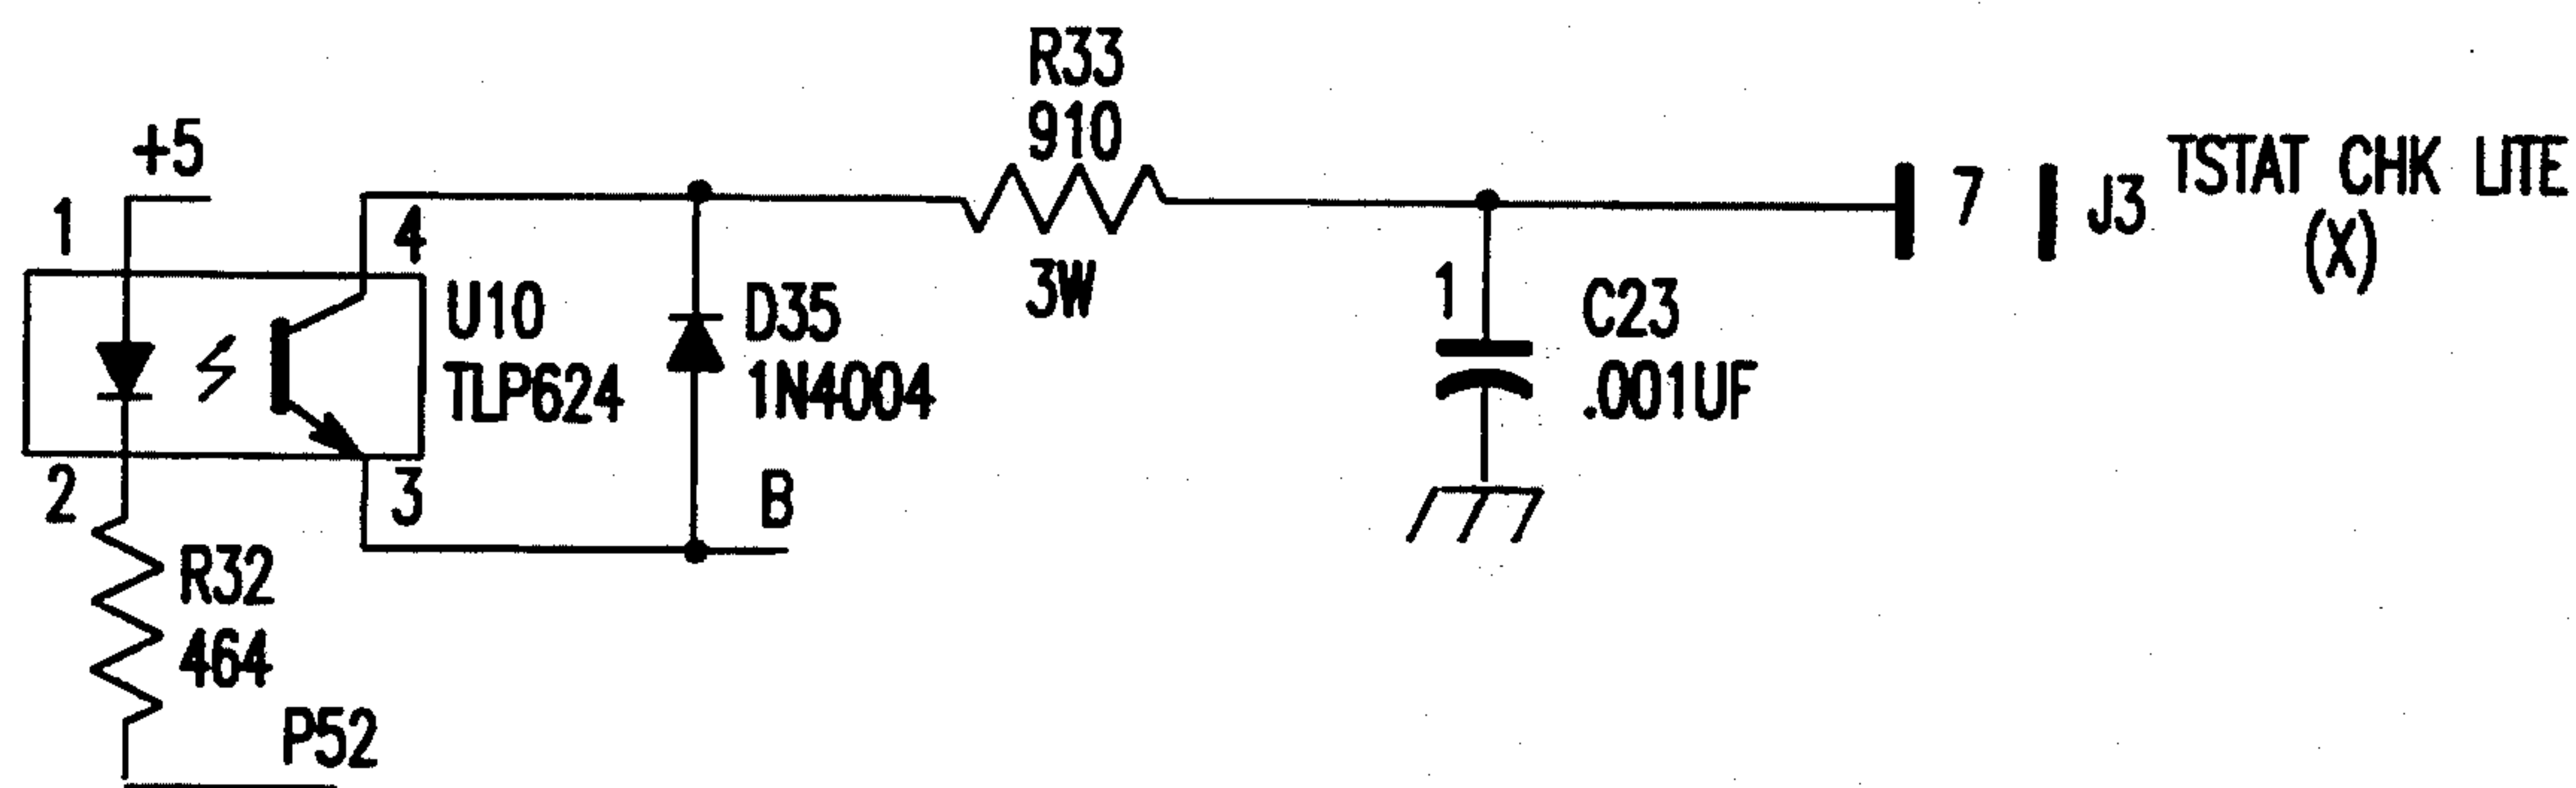 R33
910
3W
+5
1
4
U10
TLP624
2
3
D35
1N4004
B
R32
464
P52
1
C23
.001UF
7
J3
TSTAT CHK LITE
(X)